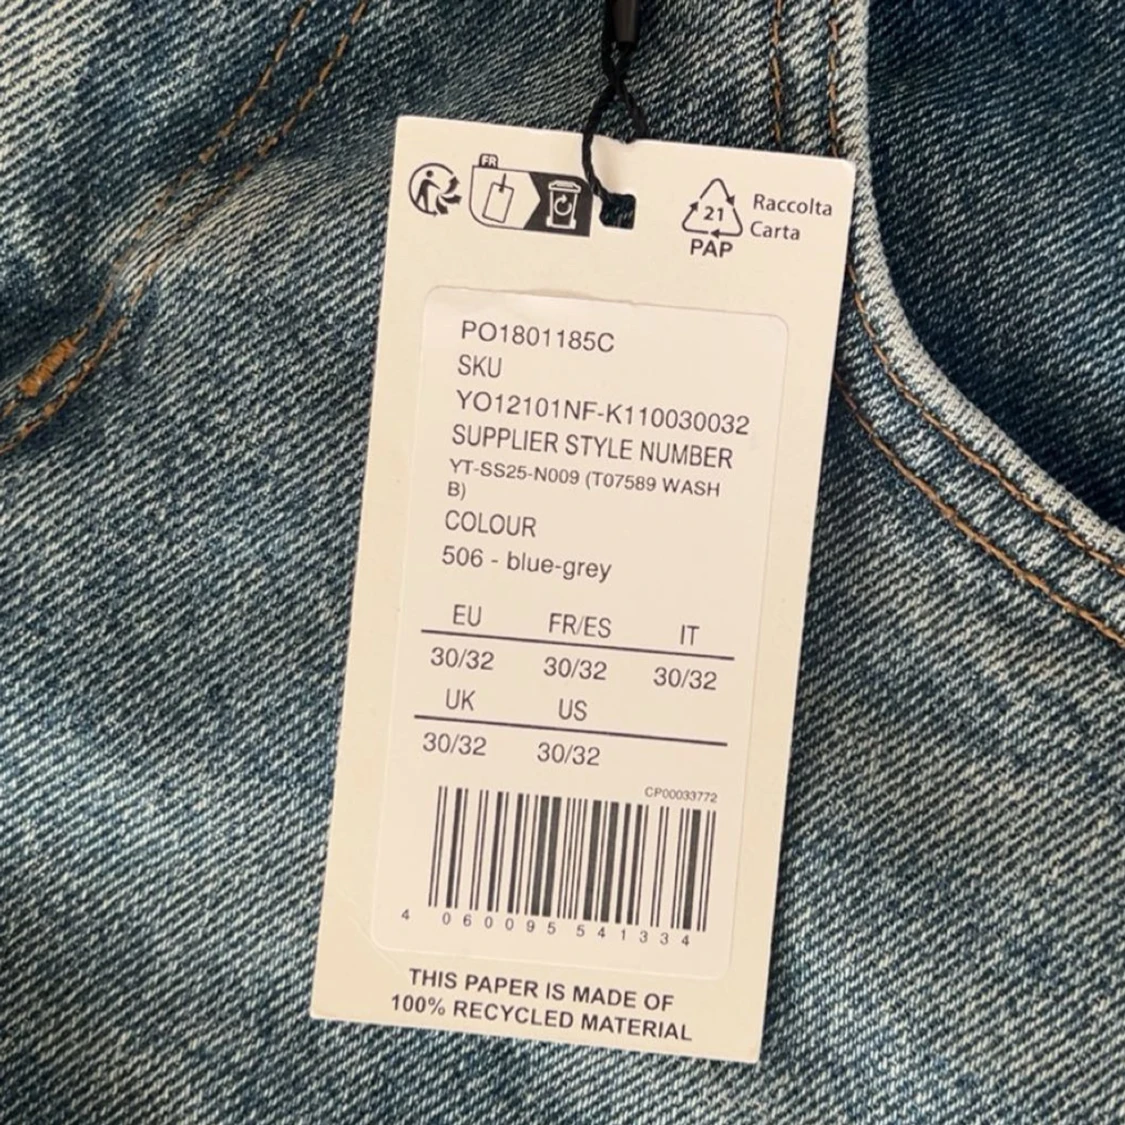 FR
21
PAP
Raccolta
Carta
PO1801185C
SKU
YO12101NF-K110030032
SUPPLIER STYLE NUMBER
YT-SS25-N009 (T07589 WASH
B)
COLOUR
506 - blue-grey
EU FR/ES IT
30/32 30/32 30/32
UK US
30/32 30/32
CP00033772
4 060095 541334
THIS PAPER IS MADE OF
100% RECYCLED MATERIAL